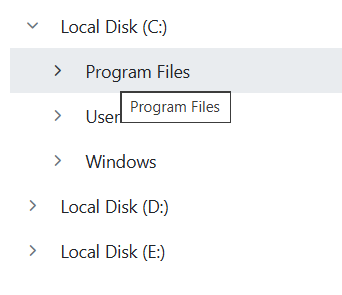 Local Disk (C:)
Program Files
Program Files
User
Windows
Local Disk (D:)
Local Disk (E:)